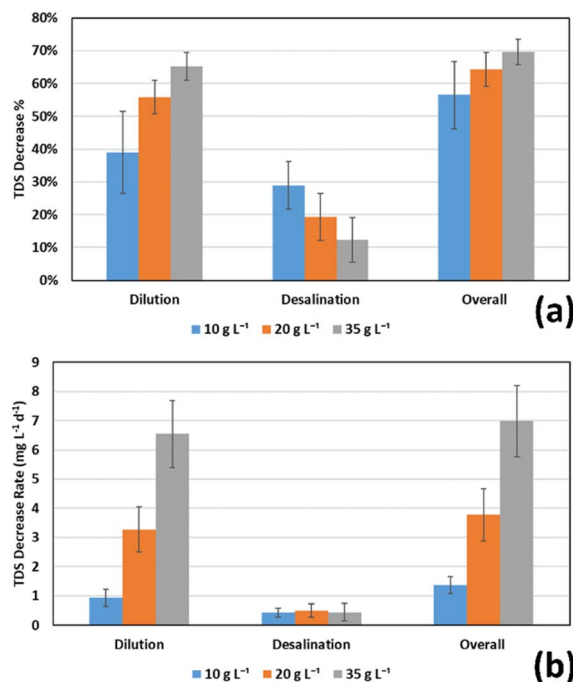 80%
70%
60%
50%
40%
30%
20%
10%
0%
TDS Decrease %
Dilution Desalination Overall
10 g L⁻¹ 20 g L⁻¹ 35 g L⁻¹
(a)
9
8
7
6
5
4
3
2
1
0
TDS Decrease Rate (mg L⁻¹ d⁻¹)
Dilution Desalination Overall
10 g L⁻¹ 20 g L⁻¹ 35 g L⁻¹
(b)